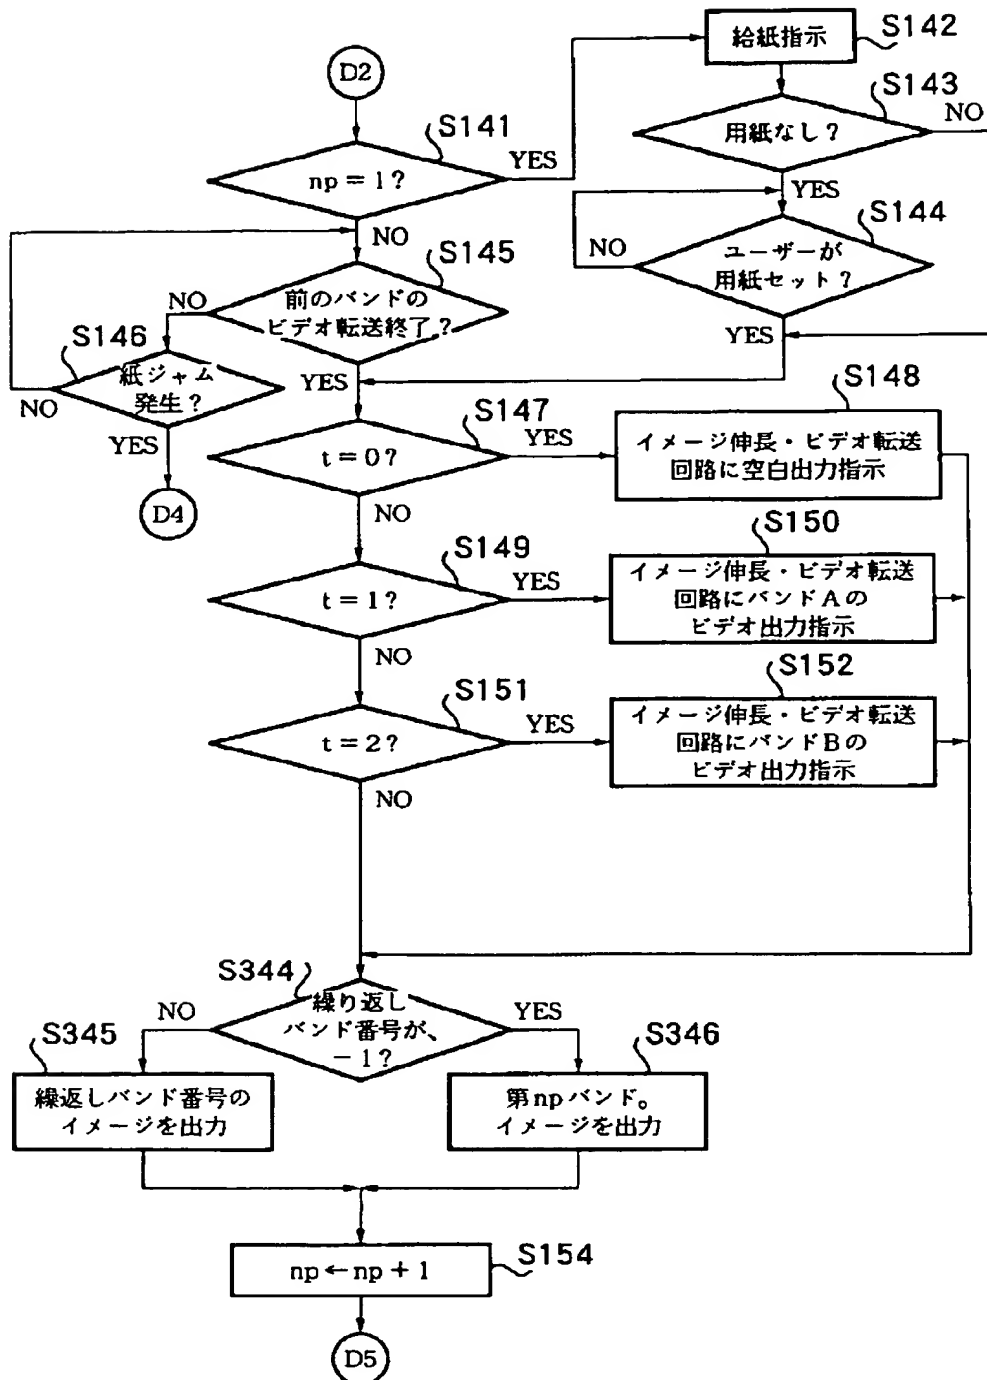 D2
給紙指示
S142
S141
np = 1?
YES
S143
用紙なし?
NO
YES
S144
ユーザーが
用紙セット?
NO
YES
NO
S145
前のバンドの
ビデオ転送終了?
NO
YES
S146
紙ジャム
発生?
NO
YES
D4
S147
t = 0?
YES
NO
S148
イメージ伸長・ビデオ転送
回路に空白出力指示
S149
t = 1?
YES
NO
S150
イメージ伸長・ビデオ転送
回路にバンドAの
ビデオ出力指示
S151
t = 2?
YES
NO
S152
イメージ伸長・ビデオ転送
回路にバンドBの
ビデオ出力指示
S344
繰り返し
バンド番号が、
-1?
NO
YES
S345
繰返しバンド番号の
イメージを出力
S346
第npバンド。
イメージを出力
S154
np ← np + 1
D5